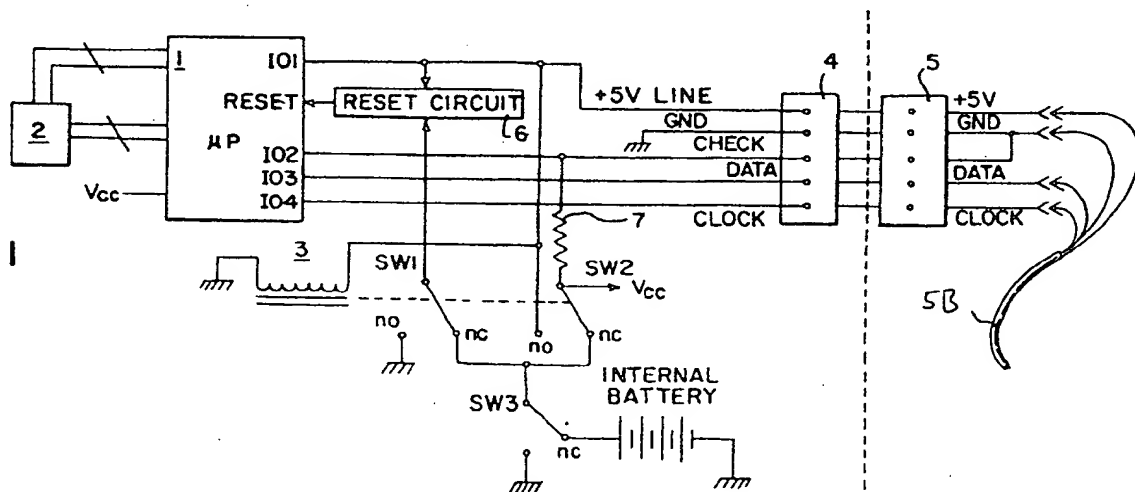 4
5
1
IO1
+5V LINE
+5V
RESET
RESET CIRCUIT
6
GND
GND
2
μP
CHECK
IO2
DATA
DATA
IO3
Vcc
IO4
7
CLOCK
CLOCK
3
SW1
SW2
Vcc
5B
no
nc
no
nc
INTERNAL
BATTERY
SW3
nc